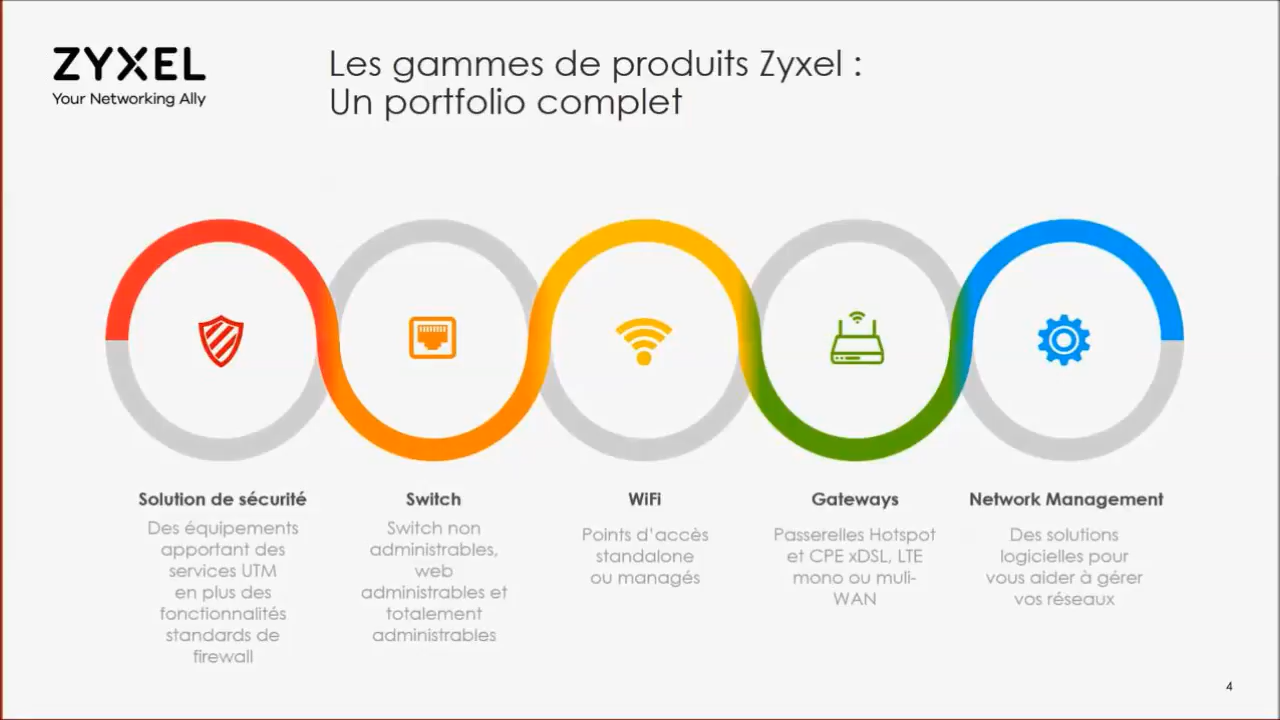 ZYXEL
Your Networking Ally
Les gammes de produits Zyxel :
Un portfolio complet
Solution de sécurité
Des équipements
apportant des
services UTM
en plus des
fonctionnalités
standards de
firewall
Switch
Switch non
administrables,
web
administrables et
totalement
administrables
WiFi
Points d'accès
standalone
ou managés
Gateways
Passerelles Hotspot
et CPE xDSL, LTE
mono ou muli-
WAN
Network Management
Des solutions
logicielles pour
vous aider à gérer
vos réseaux
4